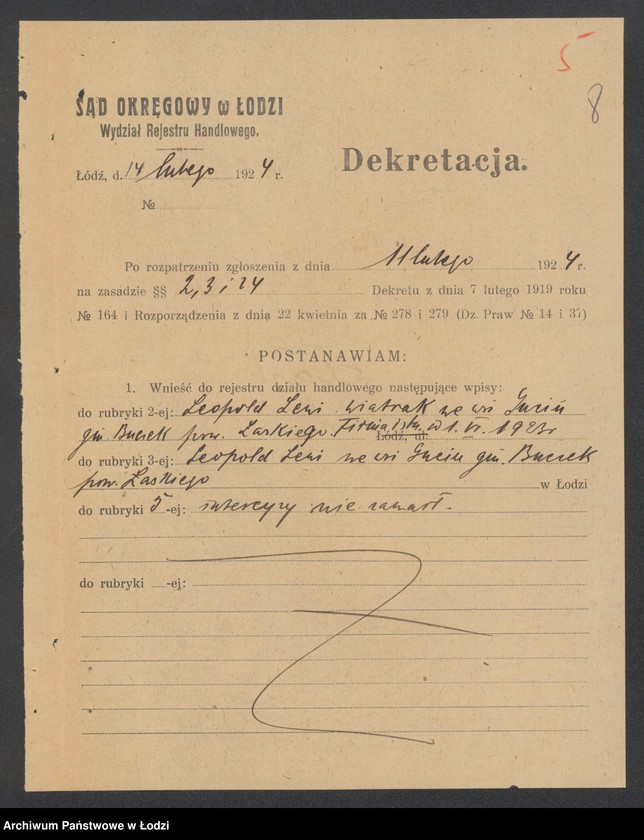 5
8
SĄD OKRĘGOWY w ŁODZI
Wydział Rejestru Handlowego.
Dekretacja.
Łódź, d. 14 lutego 1924 r.
№
Po rozpatrzeniu zgłoszenia z dnia 11 lutego 1924 r.
na zasadzie §§ 2, 3 i 24 Dekretu z dnia 7 lutego 1919 roku
№ 164 i Rozporządzenia z dnia 22 kwietnia za № 278 i 279 (Dz. Praw № 14 i 37)
POSTANAWIAM:
1. Wnieść do rejestru działu handlowego następujące wpisy:
do rubryki 2-ej: Leopold Lewi wiatrak we wsi
gm. Buczek pow. Łaskiego. Firma istn. od 1. VI. 1923 r
Łódź, ul:
do rubryki 3-ej: Leopold Lewi we wsi gm. Buczek
pow. Łaskiego w Łodzi
do rubryki 5-ej: intercyzy nie zawarł.
do rubryki -ej:
Archiwum Państwowe w Łodzi